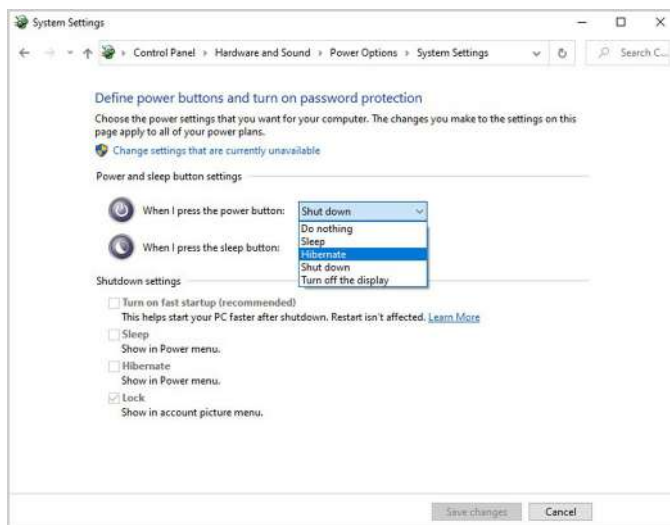 System Settings
Control Panel > Hardware and Sound > Power Options > System Settings
Search C...
Define power buttons and turn on password protection
Choose the power settings that you want for your computer. The changes you make to the settings on this
page apply to all of your power plans.
Change settings that are currently unavailable
Power and sleep button settings
When I press the power button: Shut down
Do nothing
Sleep
When I press the sleep button: Hibernate
Shut down
Turn off the display
Shutdown settings
Turn on fast startup (recommended)
This helps start your PC faster after shutdown. Restart isn't affected. Learn More
Sleep
Show in Power menu.
Hibernate
Show in Power menu.
Lock
Show in account picture menu.
Save changes Cancel